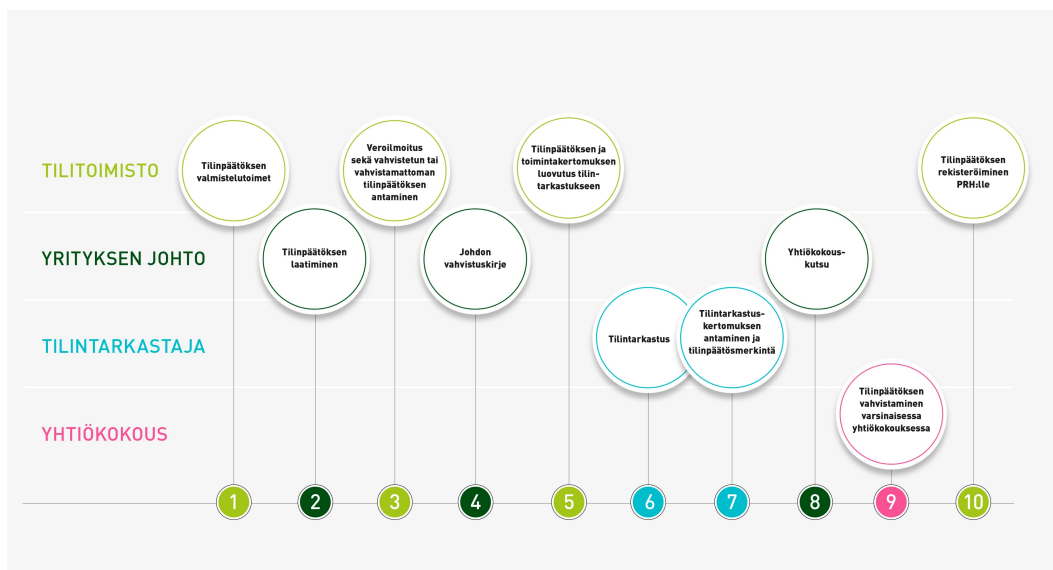 TILITOIMISTO
Tilinpäätöksen
valmistelutoimet
Veroilmoitus
sekä vahvistetun tai
vahvistamattoman
tilinpäätöksen
antaminen
Tilinpäätöksen ja
toimintakertomuksen
luovutus tilin-
tarkastukseen
Tilinpäätöksen
rekisteröiminen
PRH:lle
YRITYKSEN JOHTO
Tilinpäätöksen
laatiminen
Johdon
vahvistuskirje
Yhtiökokous-
kutsu
TILINTARKASTAJA
Tilintarkastus
Tilintarkastus-
kertomuksen
antaminen ja
tilinpäätösmerkintä
YHTIÖKOKOUS
Tilinpäätöksen
vahvistaminen
varsinaisessa
yhtiökokouksessa
1
2
3
4
5
6
7
8
9
10